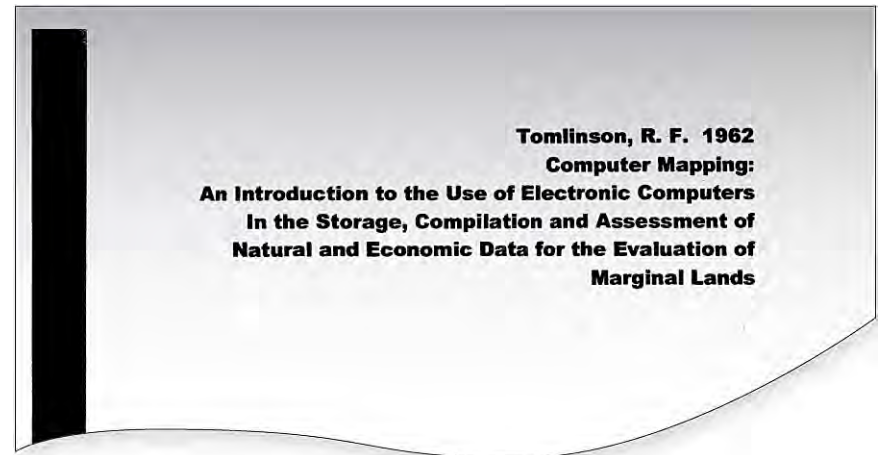 Tomlinson, R. F. 1962
Computer Mapping:
An Introduction to the Use of Electronic Computers
In the Storage, Compilation and Assessment of
Natural and Economic Data for the Evaluation of
Marginal Lands